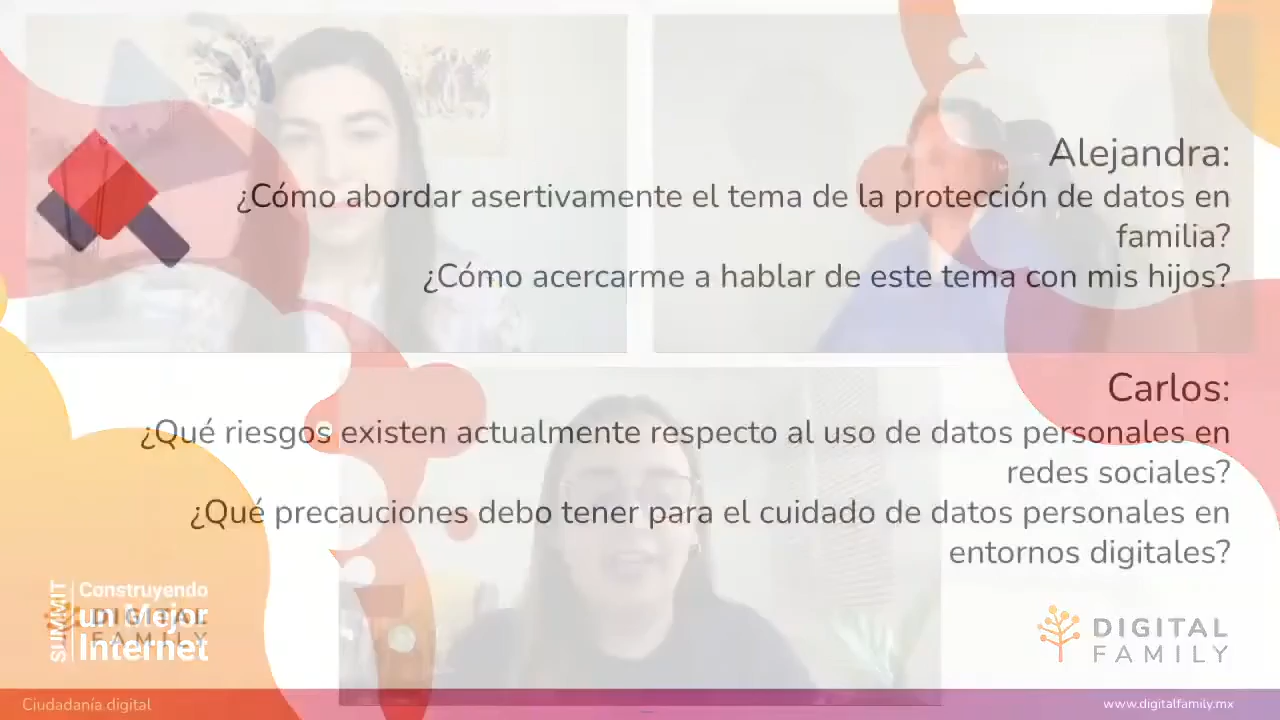 Alejandra:
¿Cómo abordar asertivamente el tema de la protección de datos en
familia?
¿Cómo acercarme a hablar de este tema con mis hijos?
Carlos:
¿Qué riesgos existen actualmente respecto al uso de datos personales en
redes sociales?
¿Qué precauciones debo tener para el cuidado de datos personales en
entornos digitales?
SUMMIT
Construyendo
un Mejor
Internet
DIGITAL
FAMILY
DIGITAL
FAMILY
Ciudadanía digital
www.digitalfamily.mx